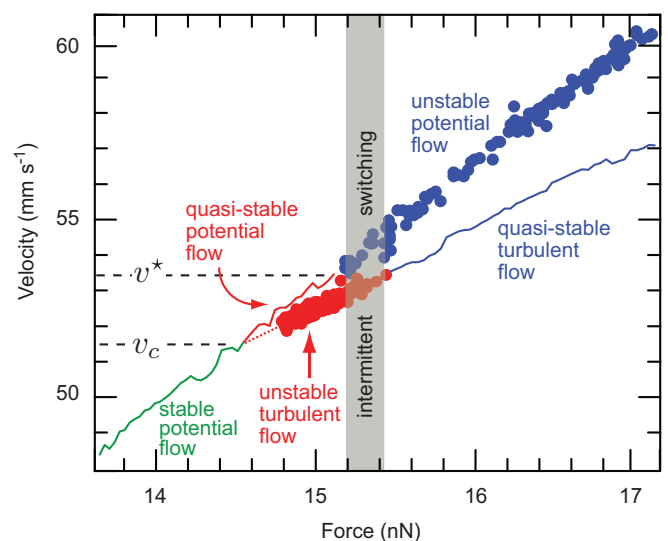 60
55
50
Velocity (mm s⁻¹)
unstable
potential
flow
switching
quasi-stable
potential
flow
quasi-stable
turbulent
flow
v*
v_c
intermittent
unstable
turbulent
flow
stable
potential
flow
14 15 16 17
Force (nN)